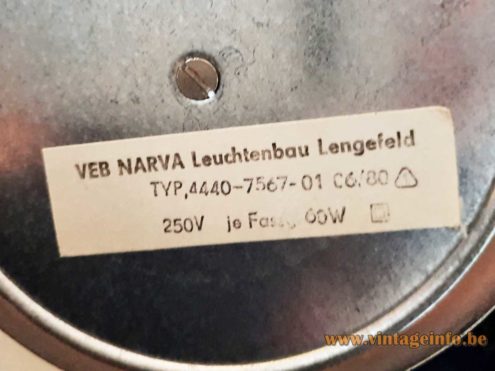 VEB NARVA Leuchtenbau Lengefeld
TYP,4440-7567-01 C6/80
250V je 60W
www.vintageinfo.be